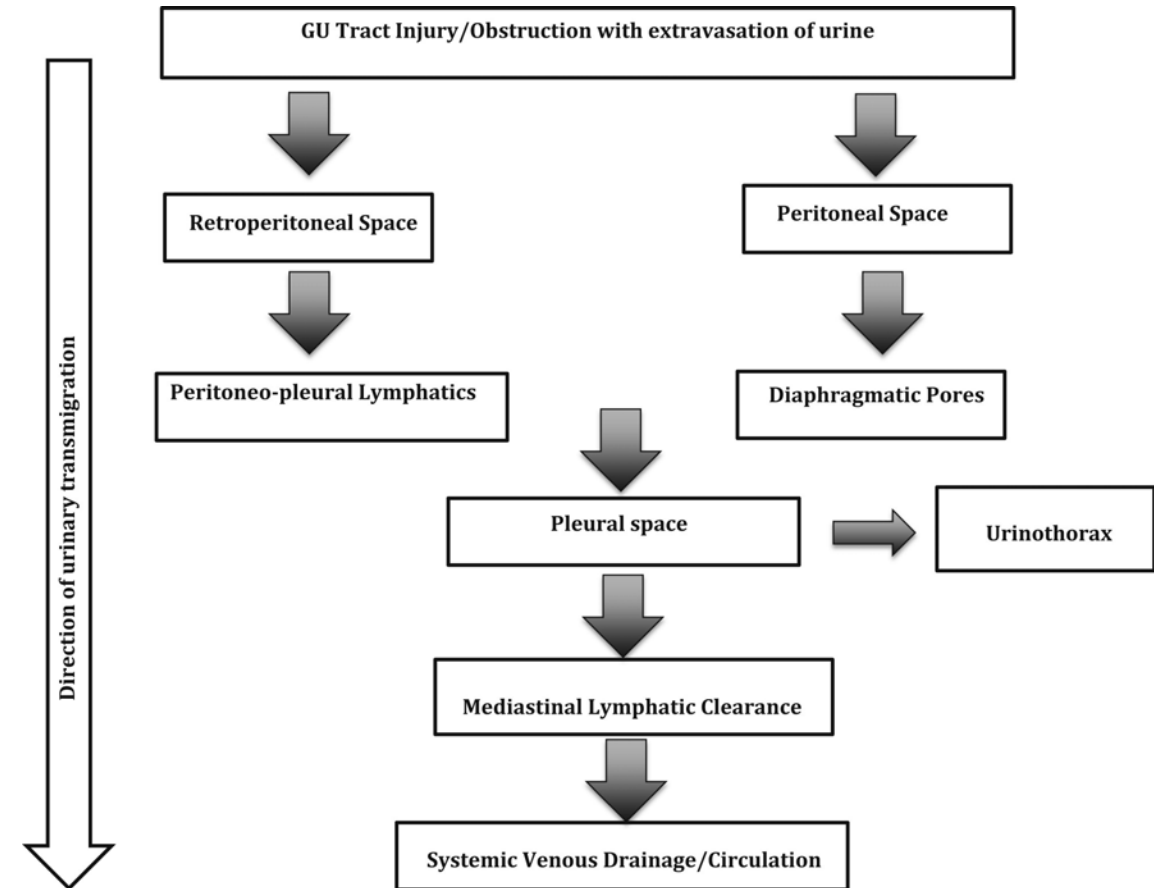 GU Tract Injury/Obstruction with extravasation of urine
Retroperitoneal Space
Peritoneal Space
Peritoneo-pleural Lymphatics
Diaphragmatic Pores
Pleural space
Urinothorax
Mediastinal Lymphatic Clearance
Systemic Venous Drainage/Circulation
Direction of urinary transmigration